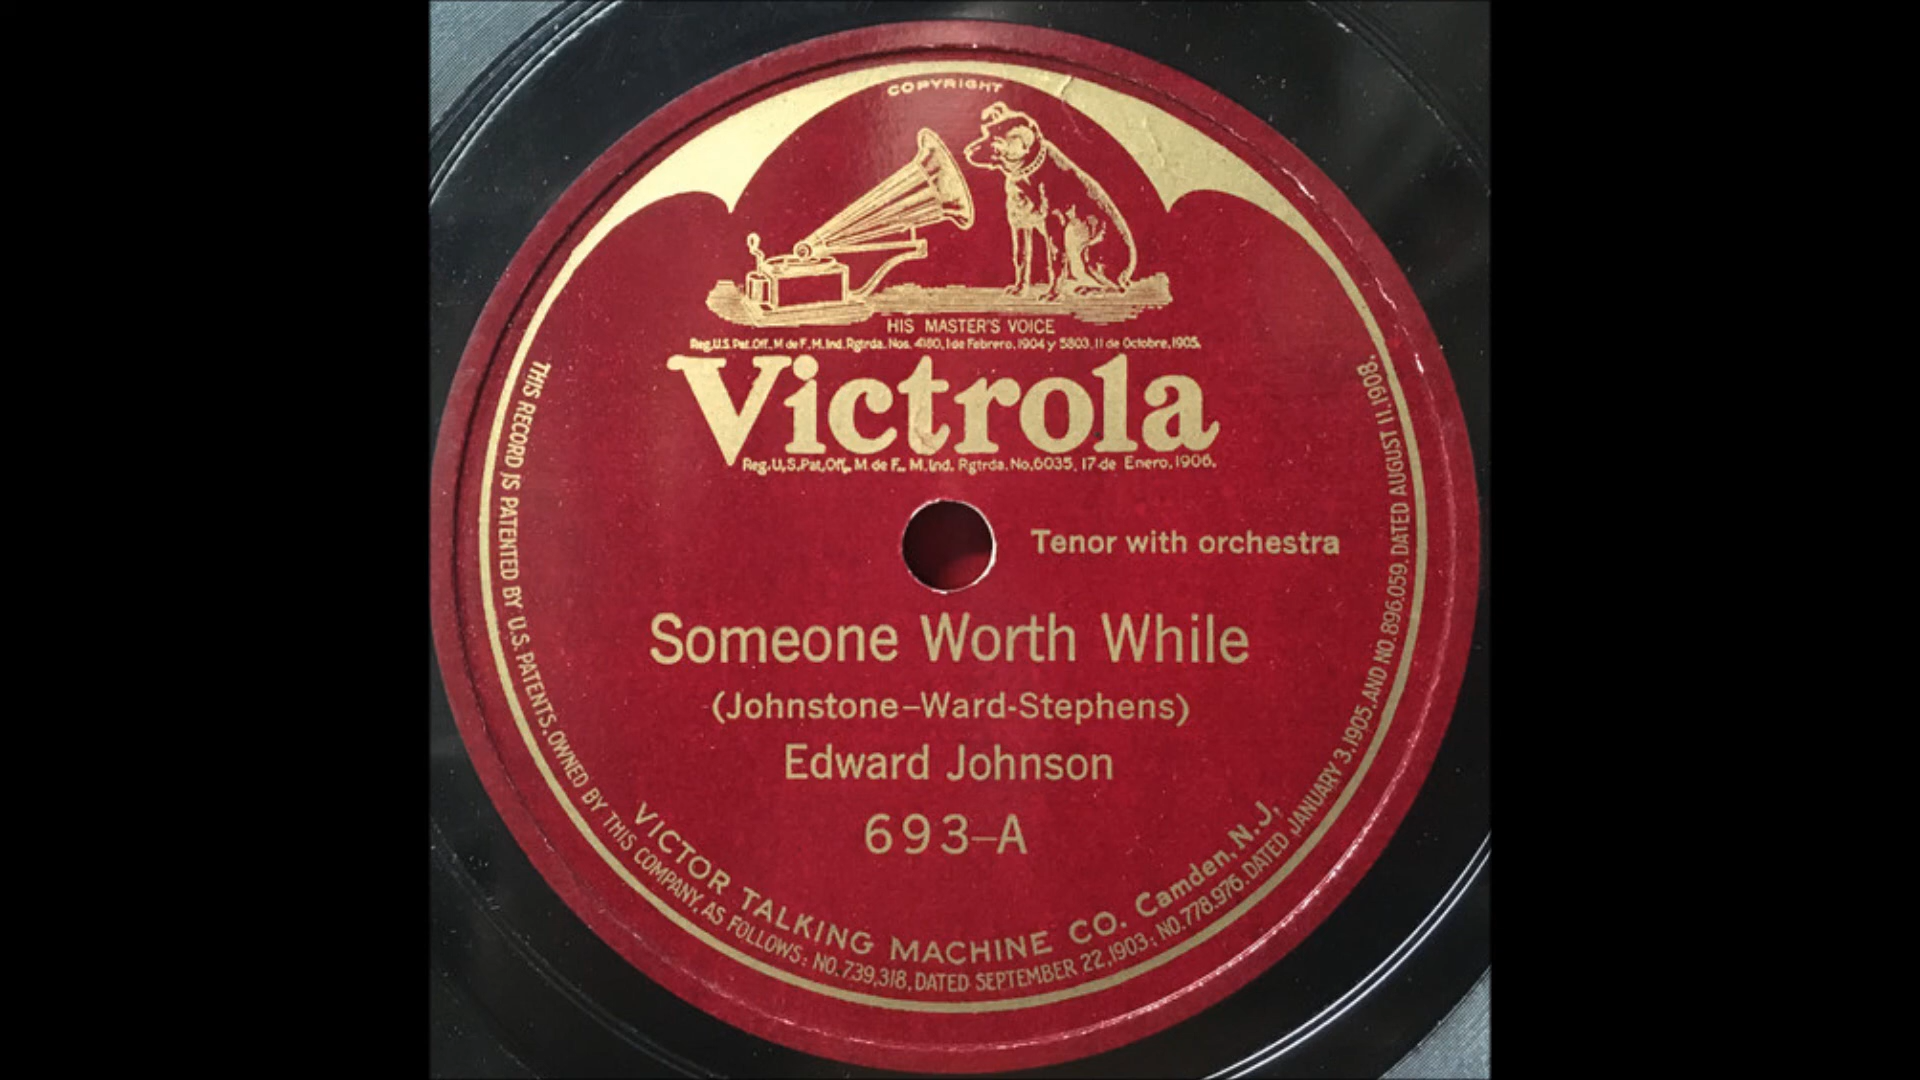 COPYRIGHT
HIS MASTER'S VOICE
Reg.U.S.Pat.Off., M de F., M.Ind. Rgtrda. Nos. 4180, 1 de Febrero, 1904 y 5803, 11 de Octobre, 1905.
Victrola
Reg.U.S.Pat.Off., M de F., M.Ind. Rgtrda. No.6035, 17 de Enero, 1906.
Tenor with orchestra
Someone Worth While
(Johnstone–Ward-Stephens)
Edward Johnson
693–A
VICTOR TALKING MACHINE CO. Camden, N.J.,
THIS RECORD IS PATENTED BY U.S. PATENTS, OWNED BY THIS COMPANY, AS FOLLOWS: NO. 739,318, DATED SEPTEMBER 22, 1903; NO. 778,976, DATED JANUARY 3, 1905, AND NO. 896,059, DATED AUGUST 11, 1908.